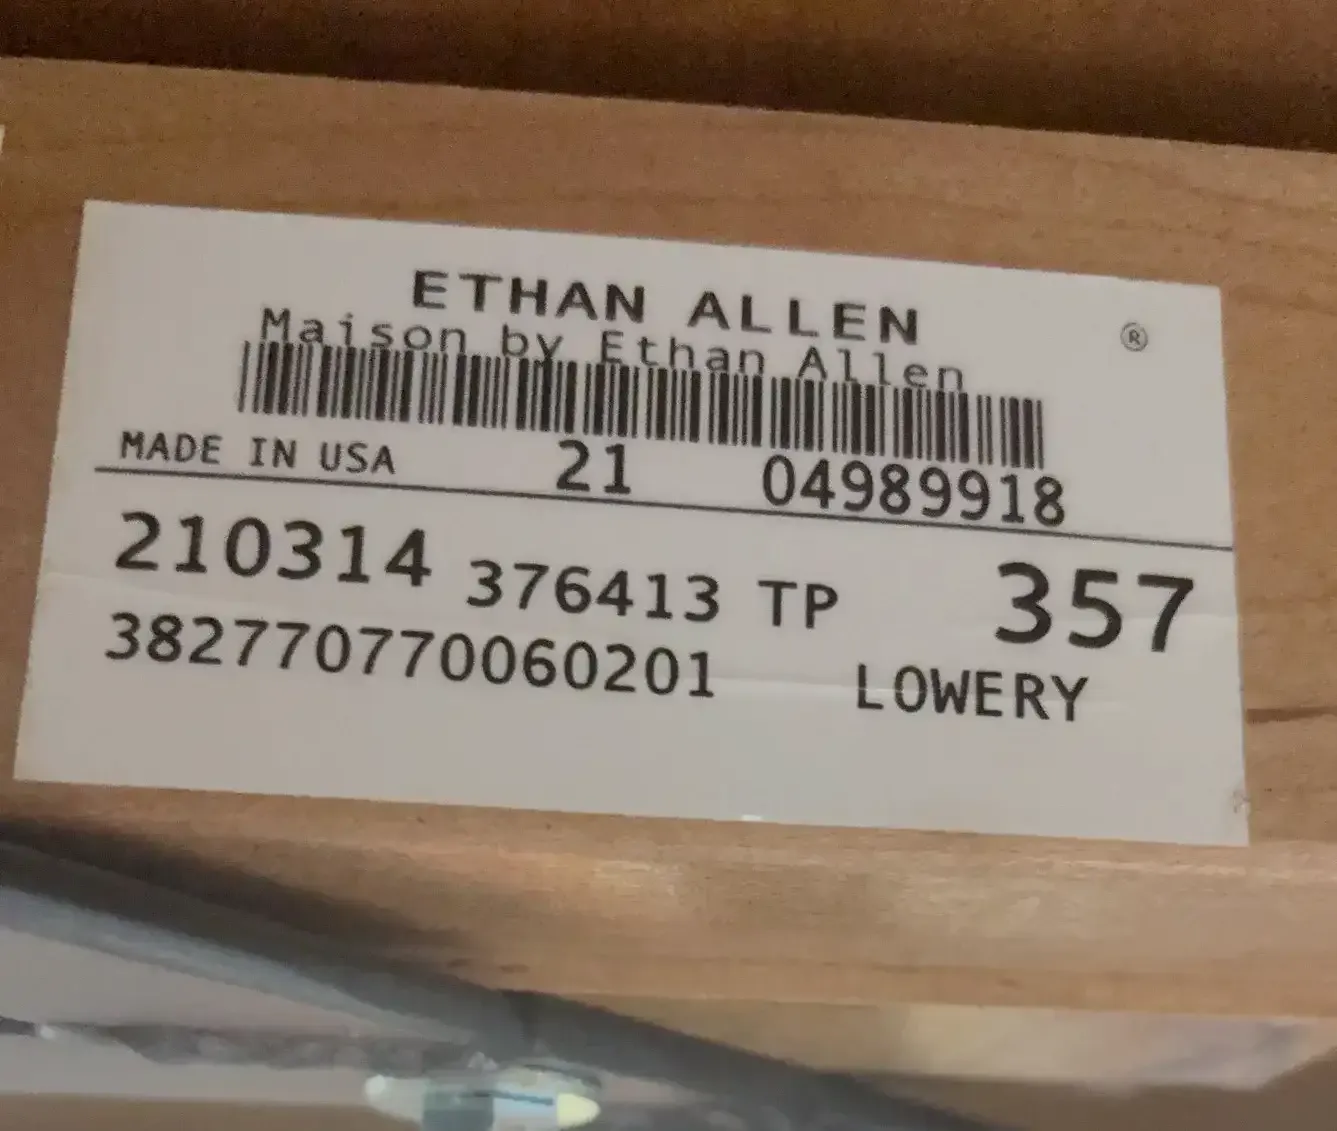 ETHAN ALLEN
®
Maison by Ethan Allen
MADE IN USA 21 04989918
210314 376413 TP 357
382770770060201 LOWERY